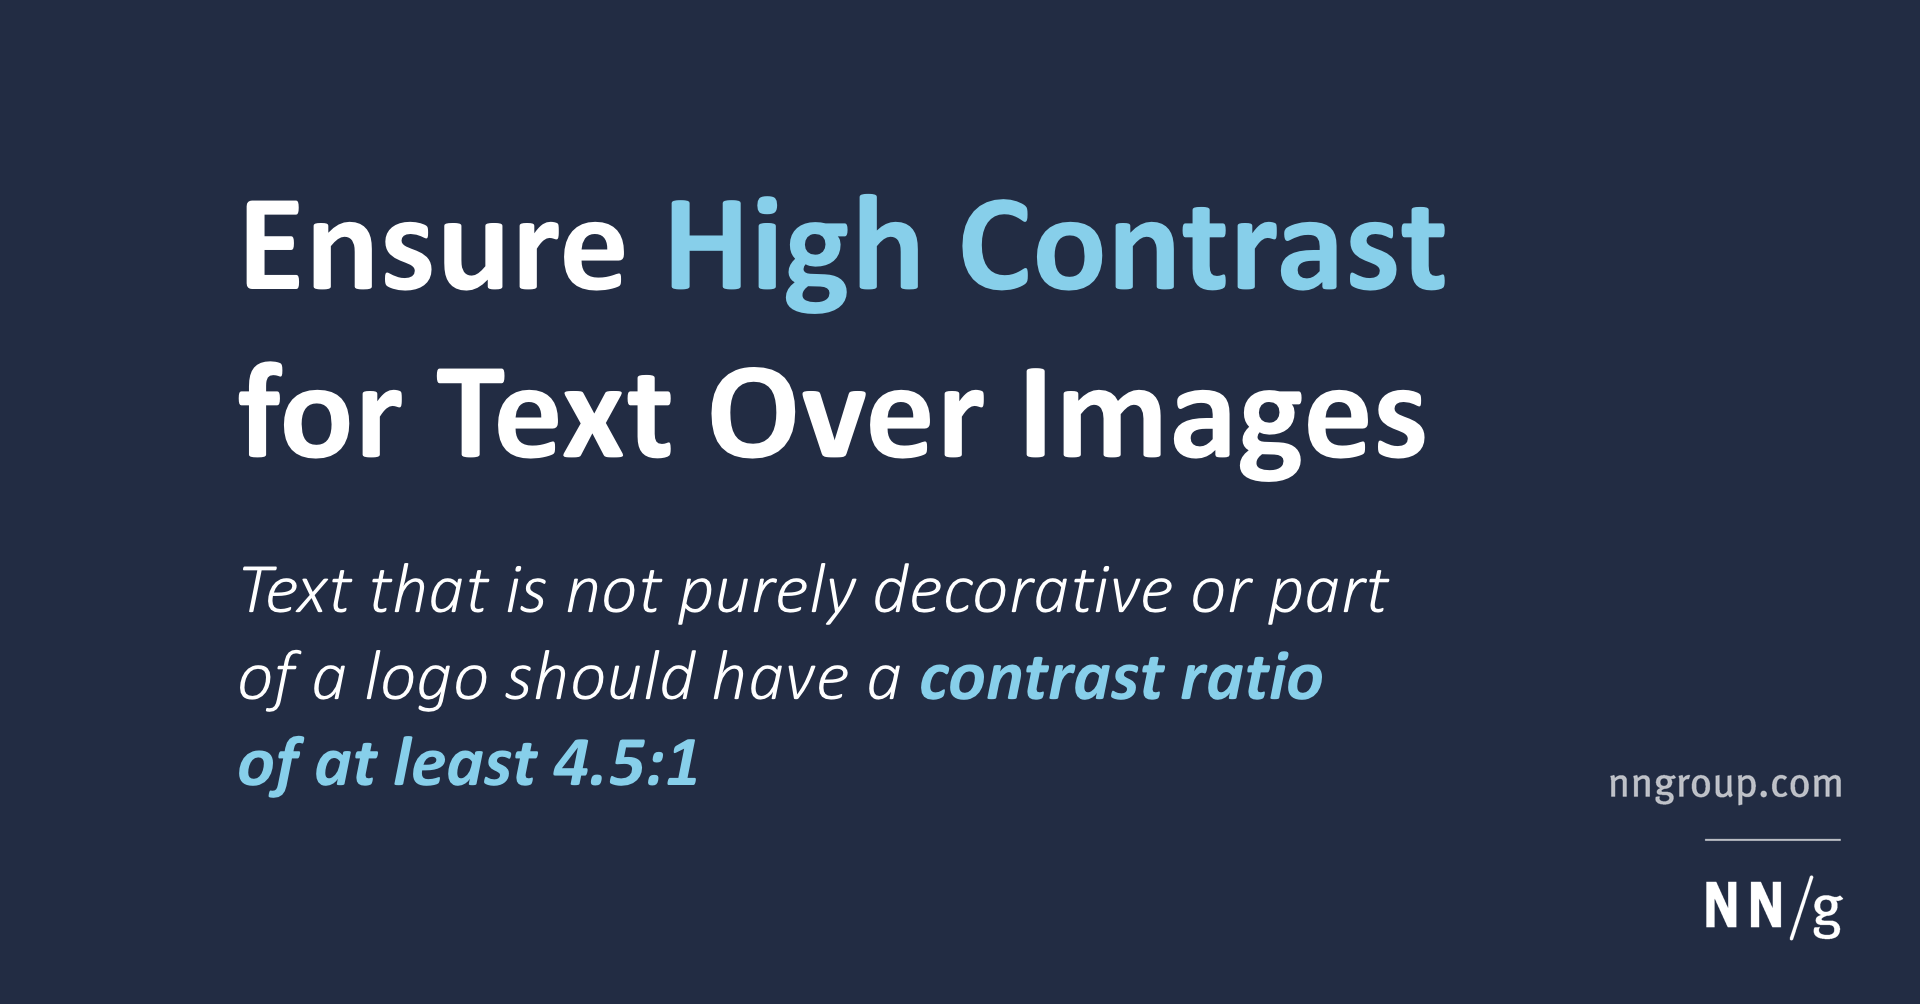 Ensure High Contrast
for Text Over Images
Text that is not purely decorative or part
of a logo should have a contrast ratio
of at least 4.5:1
nngroup.com
NN/g